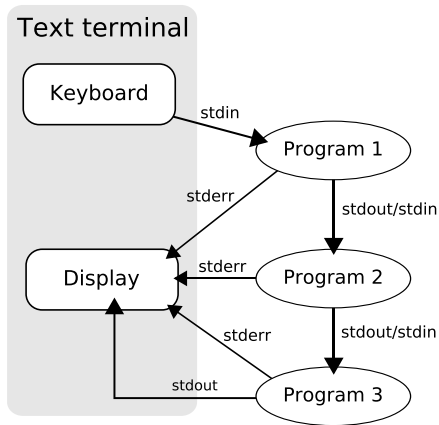 Text terminal
Keyboard
stdin
Program 1
stderr
stdout/stdin
Display
stderr
Program 2
stderr
stdout/stdin
stdout
Program 3